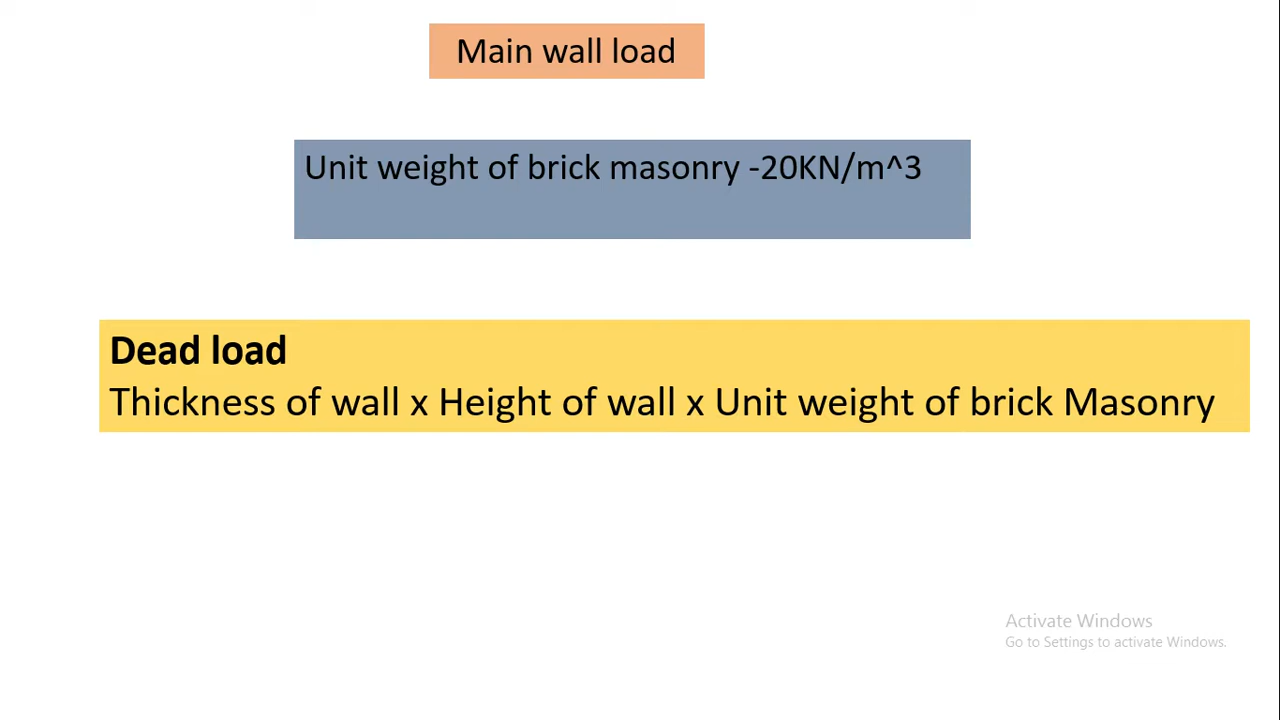 Main wall load
Unit weight of brick masonry -20KN/m^3
Dead load
Thickness of wall x Height of wall x Unit weight of brick Masonry
Activate Windows
Go to Settings to activate Windows.